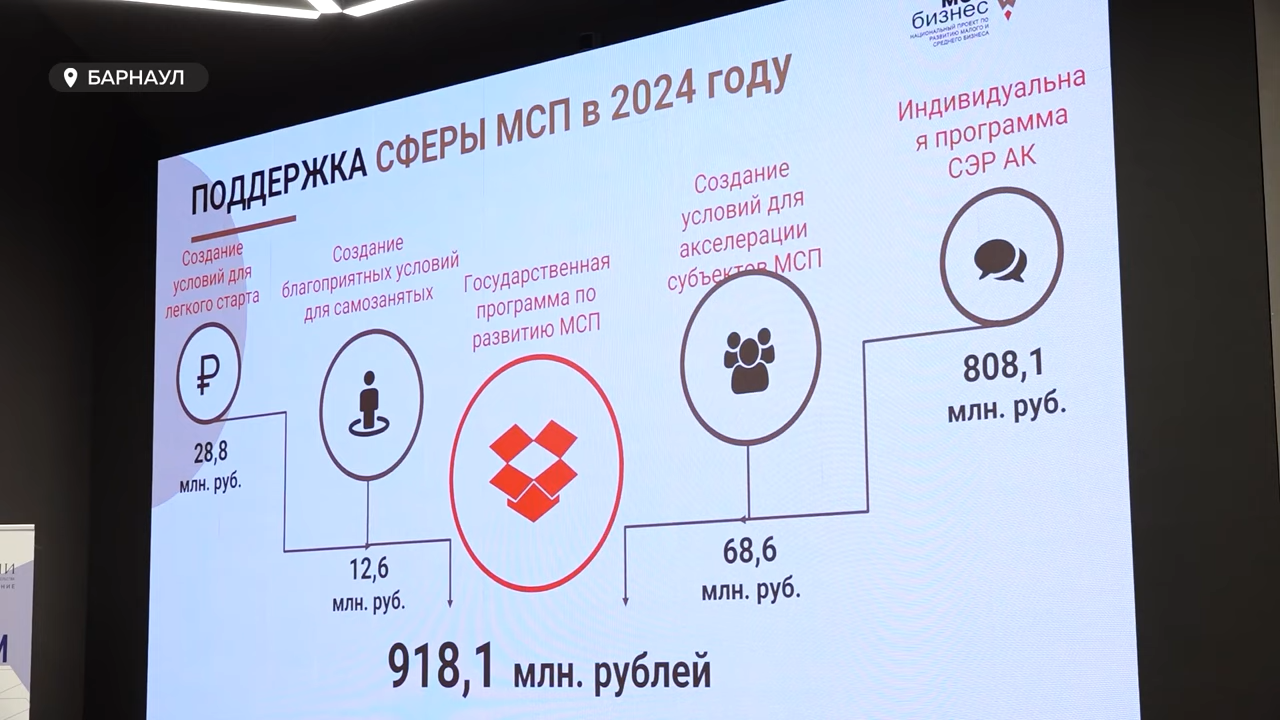 БАРНАУЛ
бизнес
НАЦИОНАЛЬНЫЙ ПРОЕКТ ПО
РАЗВИТИЮ МАЛОГО И
СРЕДНЕГО БИЗНЕСА
ПОДДЕРЖКА СФЕРЫ МСП в 2024 году
Создание
условий для
легкого старта
28,8
млн. руб.
Создание
благоприятных условий
для самозанятых
12,6
млн. руб.
Государственная
программа по
развитию МСП
Создание
условий для
акселерации
субъектов МСП
68,6
млн. руб.
Индивидуальна
я программа
СЭР АК
808,1
млн. руб.
918,1 млн. рублей